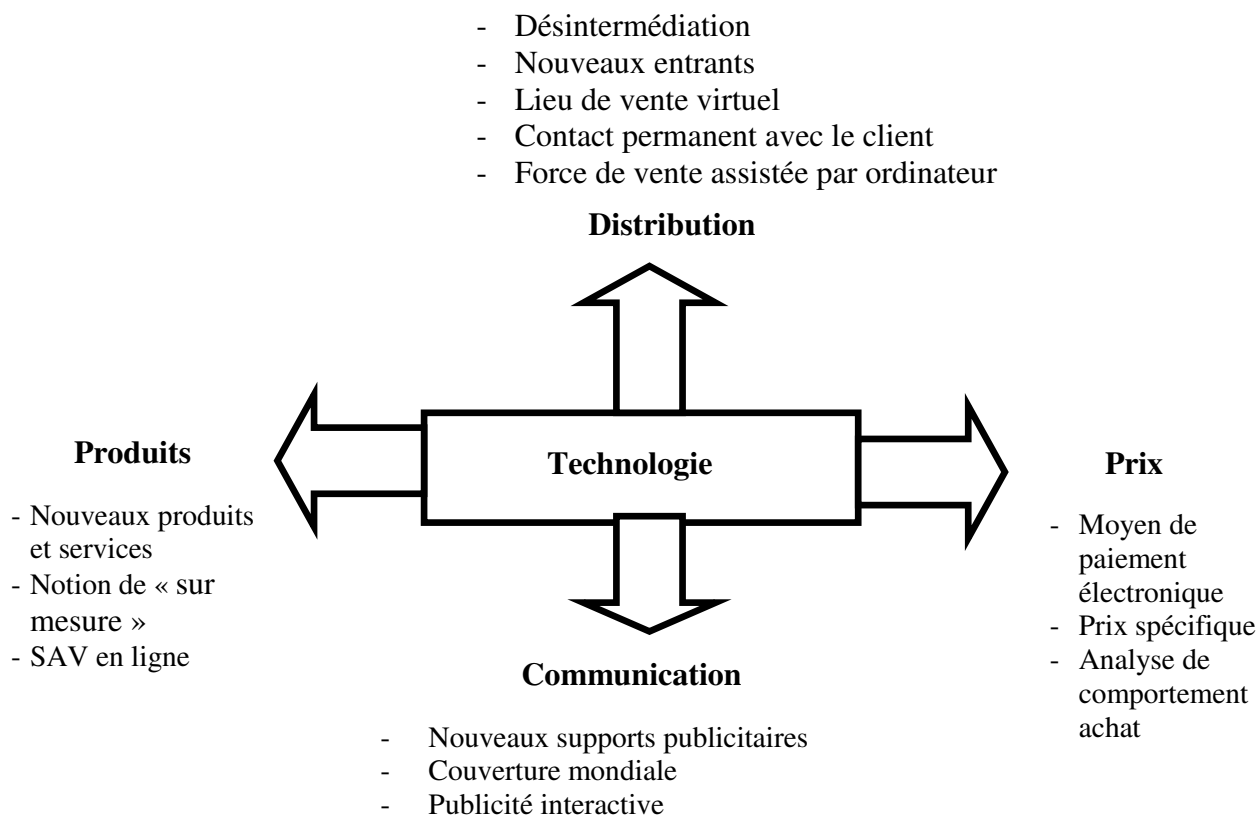 - Désintermédiation
- Nouveaux entrants
- Lieu de vente virtuel
- Contact permanent avec le client
- Force de vente assistée par ordinateur
Distribution
Produits
- Nouveaux produits
et services
- Notion de « sur
mesure »
- SAV en ligne
Technologie
Prix
- Moyen de
paiement
électronique
- Prix spécifique
- Analyse de
comportement
achat
Communication
- Nouveaux supports publicitaires
- Couverture mondiale
- Publicité interactive